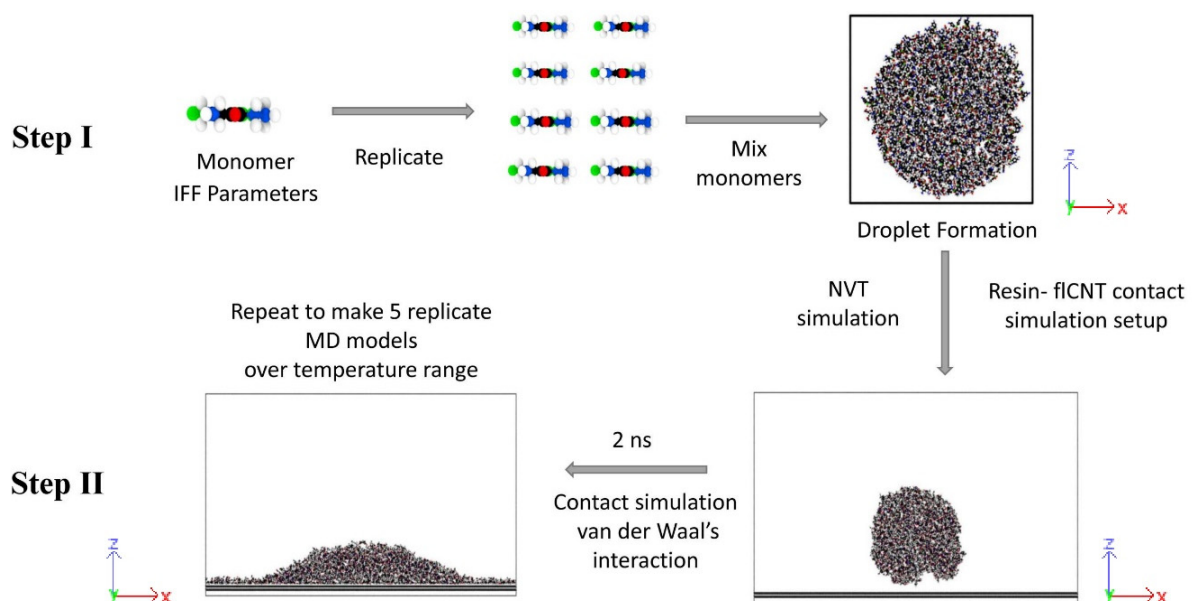 Step I
Monomer
IFF Parameters
Replicate
Mix
monomers
Droplet Formation
Z
Y
X
NVT
simulation
Resin- flCNT contact
simulation setup
Step II
Repeat to make 5 replicate
MD models
over temperature range
2 ns
Contact simulation
van der Waal’s
interaction
Z
Y
X
Z
Y
X